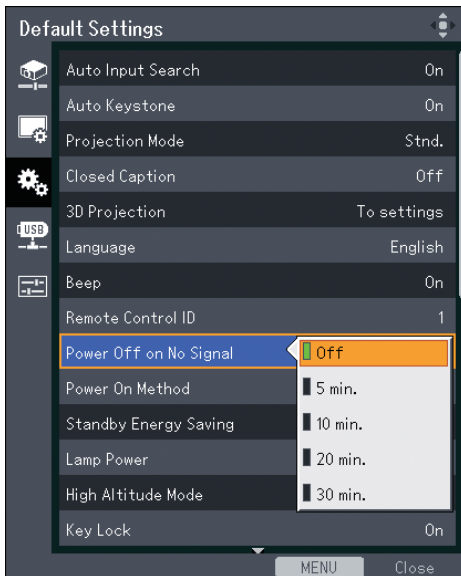 Default Settings
Auto Input Search On
Auto Keystone On
Projection Mode Stnd.
Closed Caption Off
3D Projection To settings
USB
Language English
Beep On
Remote Control ID 1
Power Off on No Signal Off
Power On Method 5 min.
Standby Energy Saving 10 min.
Lamp Power 20 min.
High Altitude Mode 30 min.
Key Lock On
MENU Close